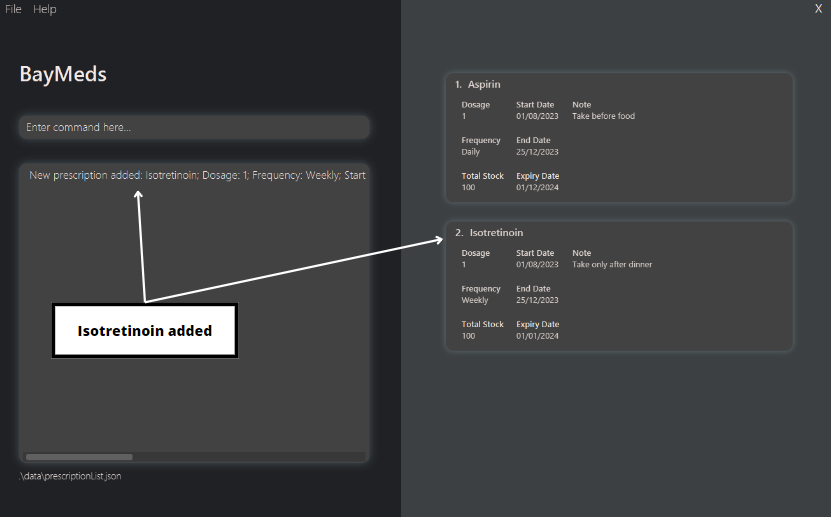 File Help X
BayMeds
Enter command here...
New prescription added: Isotretinoin; Dosage: 1; Frequency: Weekly; Start
Isotretinoin added
.\data\prescriptionList.json
1. Aspirin
Dosage Start Date Note
1 01/08/2023 Take before food
Frequency End Date
Daily 25/12/2023
Total Stock Expiry Date
100 01/12/2024
2. Isotretinoin
Dosage Start Date Note
1 01/08/2023 Take only after dinner
Frequency End Date
Weekly 25/12/2023
Total Stock Expiry Date
100 01/01/2024